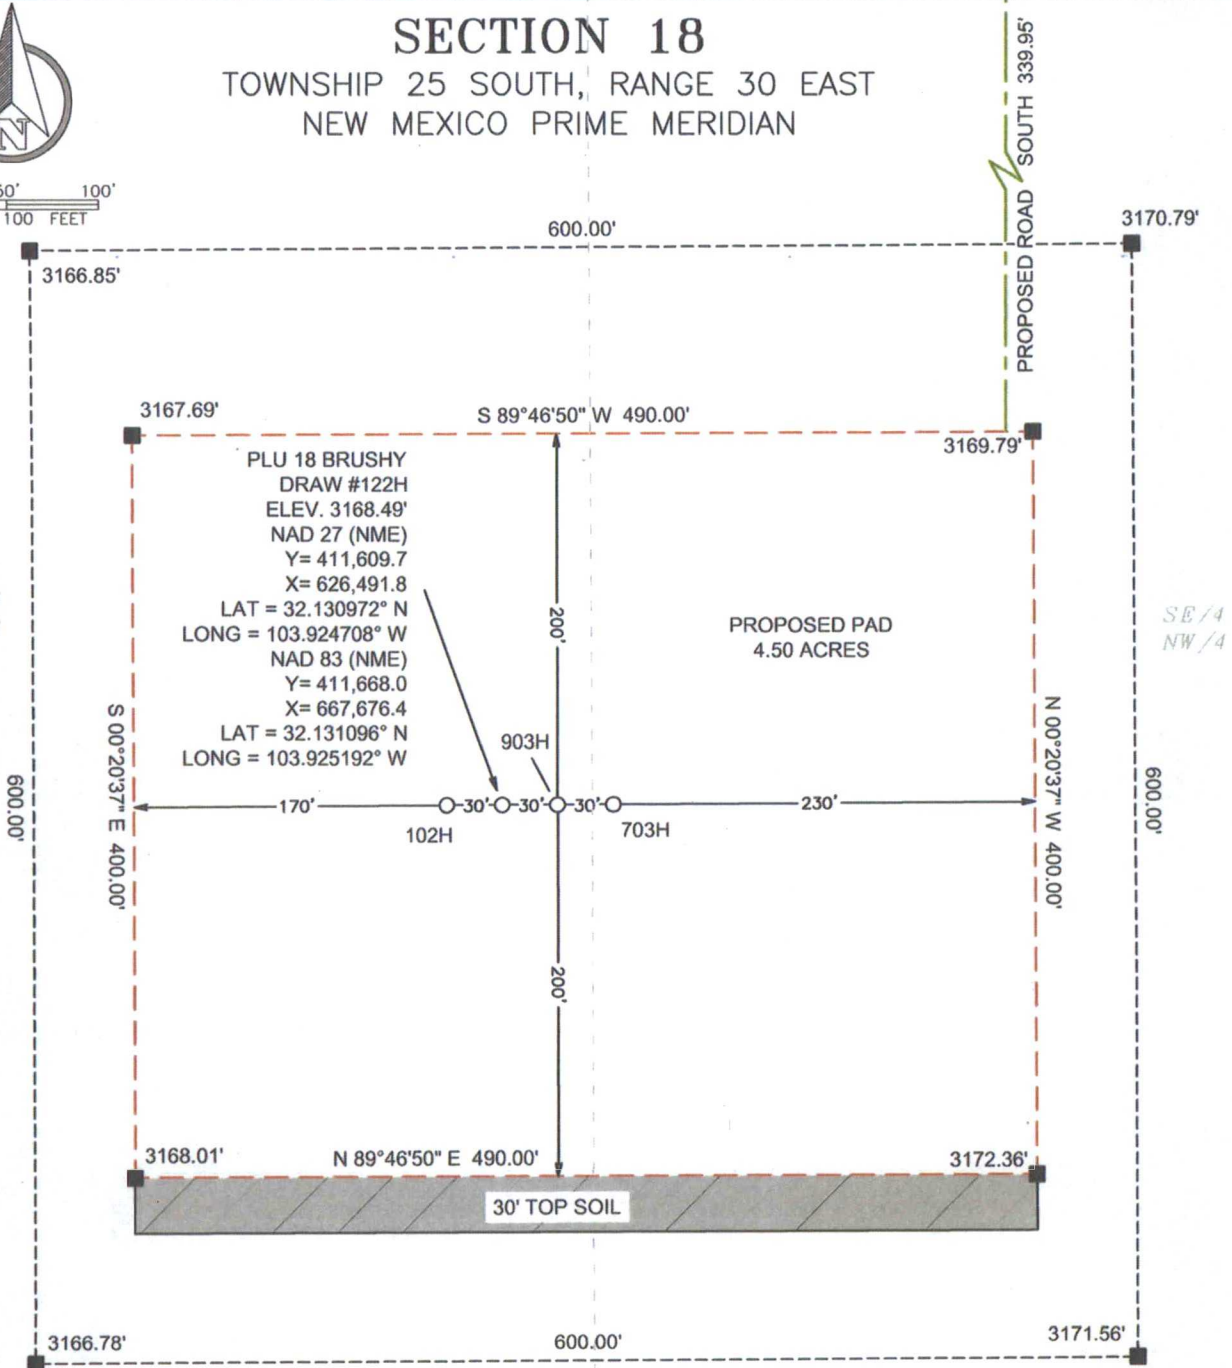 SECTION 18
TOWNSHIP 25 SOUTH, RANGE 30 EAST
NEW MEXICO PRIME MERIDIAN
N
100'
100 FEET
PROPOSED ROAD SOUTH 339.95'
600.00'
3170.79'
3166.85'
3167.69'
S 89°46'50" W 490.00'
3169.79'
PLU 18 BRUSHY
DRAW #122H
ELEV. 3168.49'
NAD 27 (NME)
Y= 411,609.7
X= 626,491.8
LAT = 32.130972° N
LONG = 103.924708° W
NAD 83 (NME)
Y= 411,668.0
X= 667,676.4
LAT = 32.131096° N
LONG = 103.925192° W
200'
PROPOSED PAD
4.50 ACRES
SE/4
NW/4
600.00'
S 00°20'37" E 400.00'
903H
170'
30'
30'
30'
230'
102H
703H
N 00°20'37" W 400.00'
600.00'
200'
3168.01'
N 89°46'50" E 490.00'
3172.36'
30' TOP SOIL
3166.78'
600.00'
3171.56'